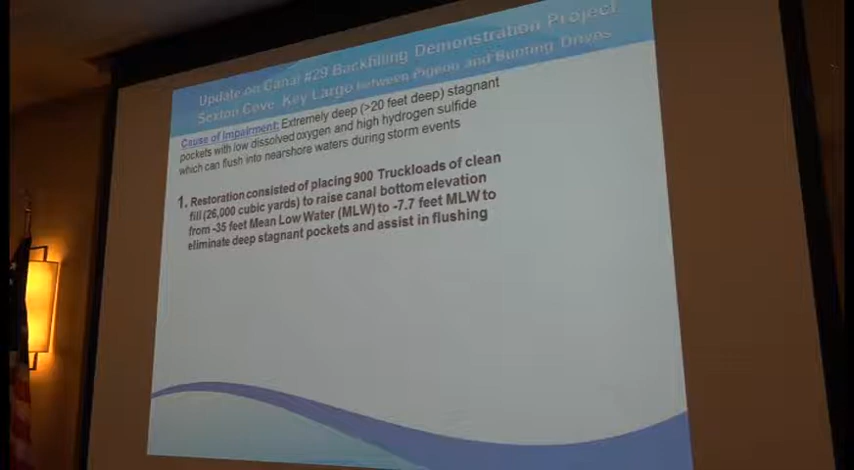 Update on Canal #29 Backfilling Demonstration Project
Sexton Cove, Key Largo between Pigeon and Bunting Drives
Cause of Impairment: Extremely deep (>20 feet deep) stagnant
pockets with low dissolved oxygen and high hydrogen sulfide
which can flush into nearshore waters during storm events
1. Restoration consisted of placing 900 Truckloads of clean
fill (26,000 cubic yards) to raise canal bottom elevation
from -35 feet Mean Low Water (MLW) to -7.7 feet MLW to
eliminate deep stagnant pockets and assist in flushing